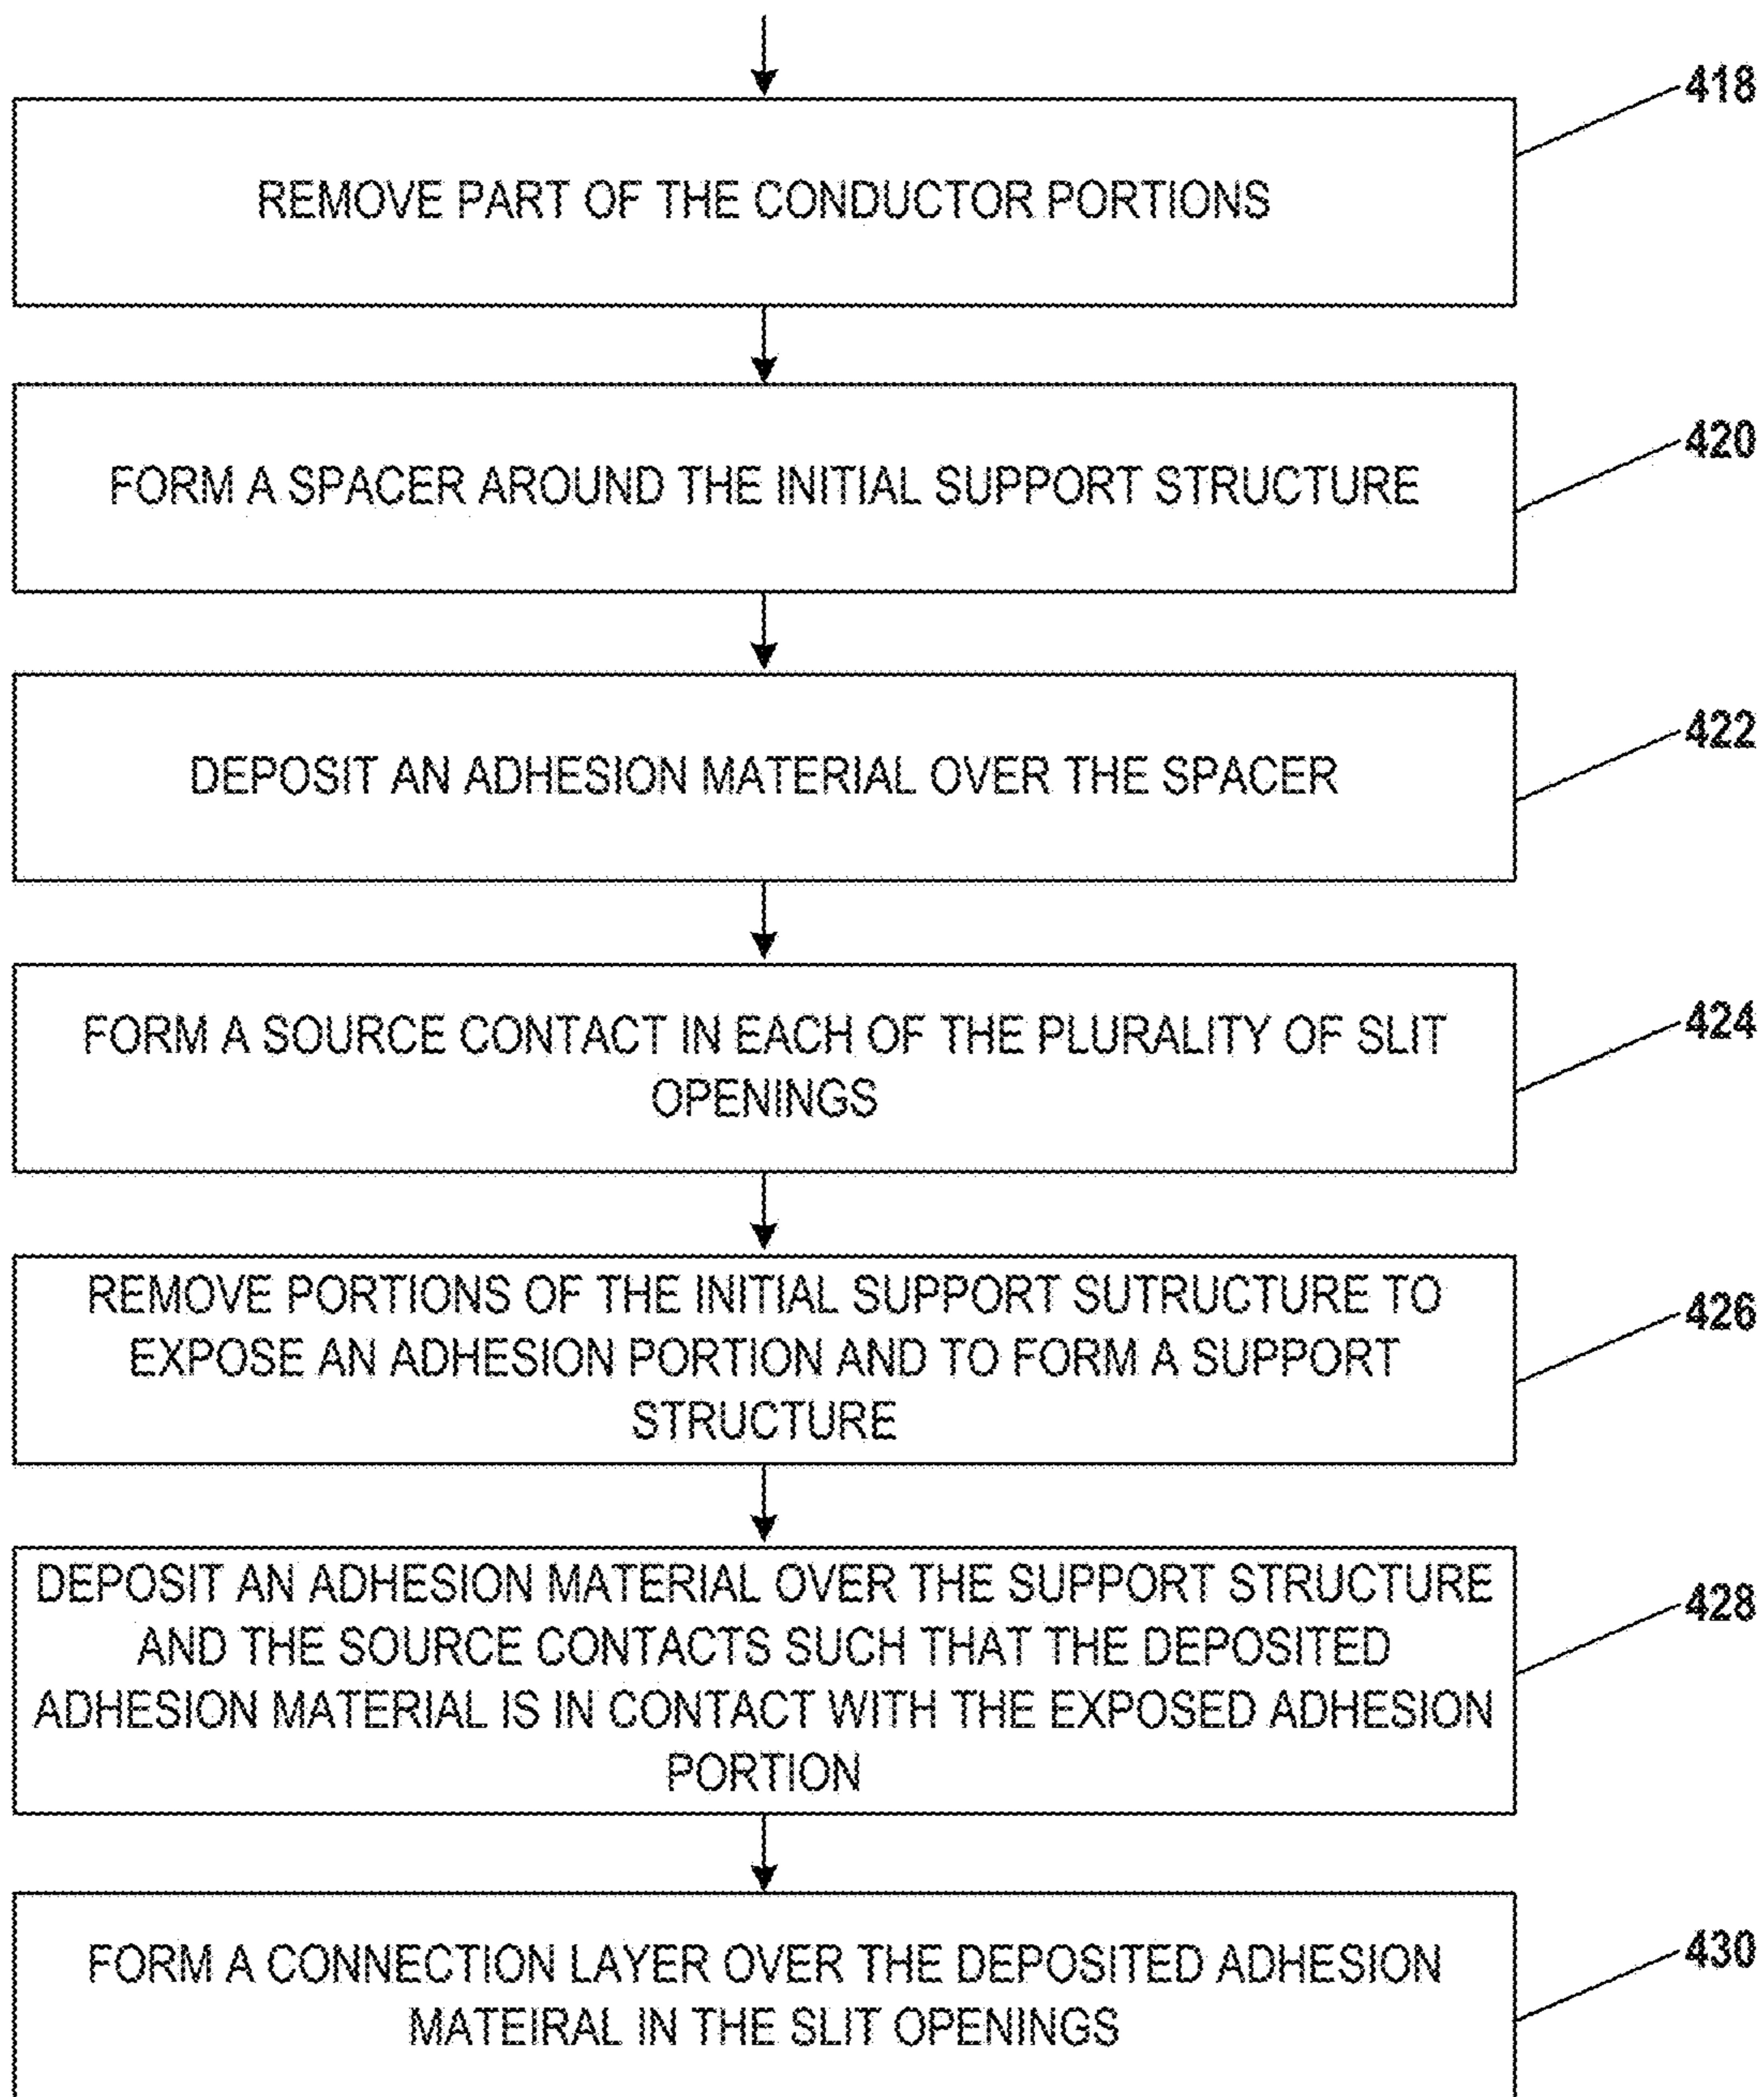 418
REMOVE PART OF THE CONDUCTOR PORTIONS
420
FORM A SPACER AROUND THE INITIAL SUPPORT STRUCTURE
422
DEPOSIT AN ADHESION MATERIAL OVER THE SPACER
424
FORM A SOURCE CONTACT IN EACH OF THE PLURALITY OF SLIT
OPENINGS
426
REMOVE PORTIONS OF THE INITIAL SUPPORT SUTRUCTURE TO
EXPOSE AN ADHESION PORTION AND TO FORM A SUPPORT
STRUCTURE
428
DEPOSIT AN ADHESION MATERIAL OVER THE SUPPORT STRUCTURE
AND THE SOURCE CONTACTS SUCH THAT THE DEPOSITED
ADHESION MATERIAL IS IN CONTACT WITH THE EXPOSED ADHESION
PORTION
430
FORM A CONNECTION LAYER OVER THE DEPOSITED ADHESION
MATEIRAL IN THE SLIT OPENINGS